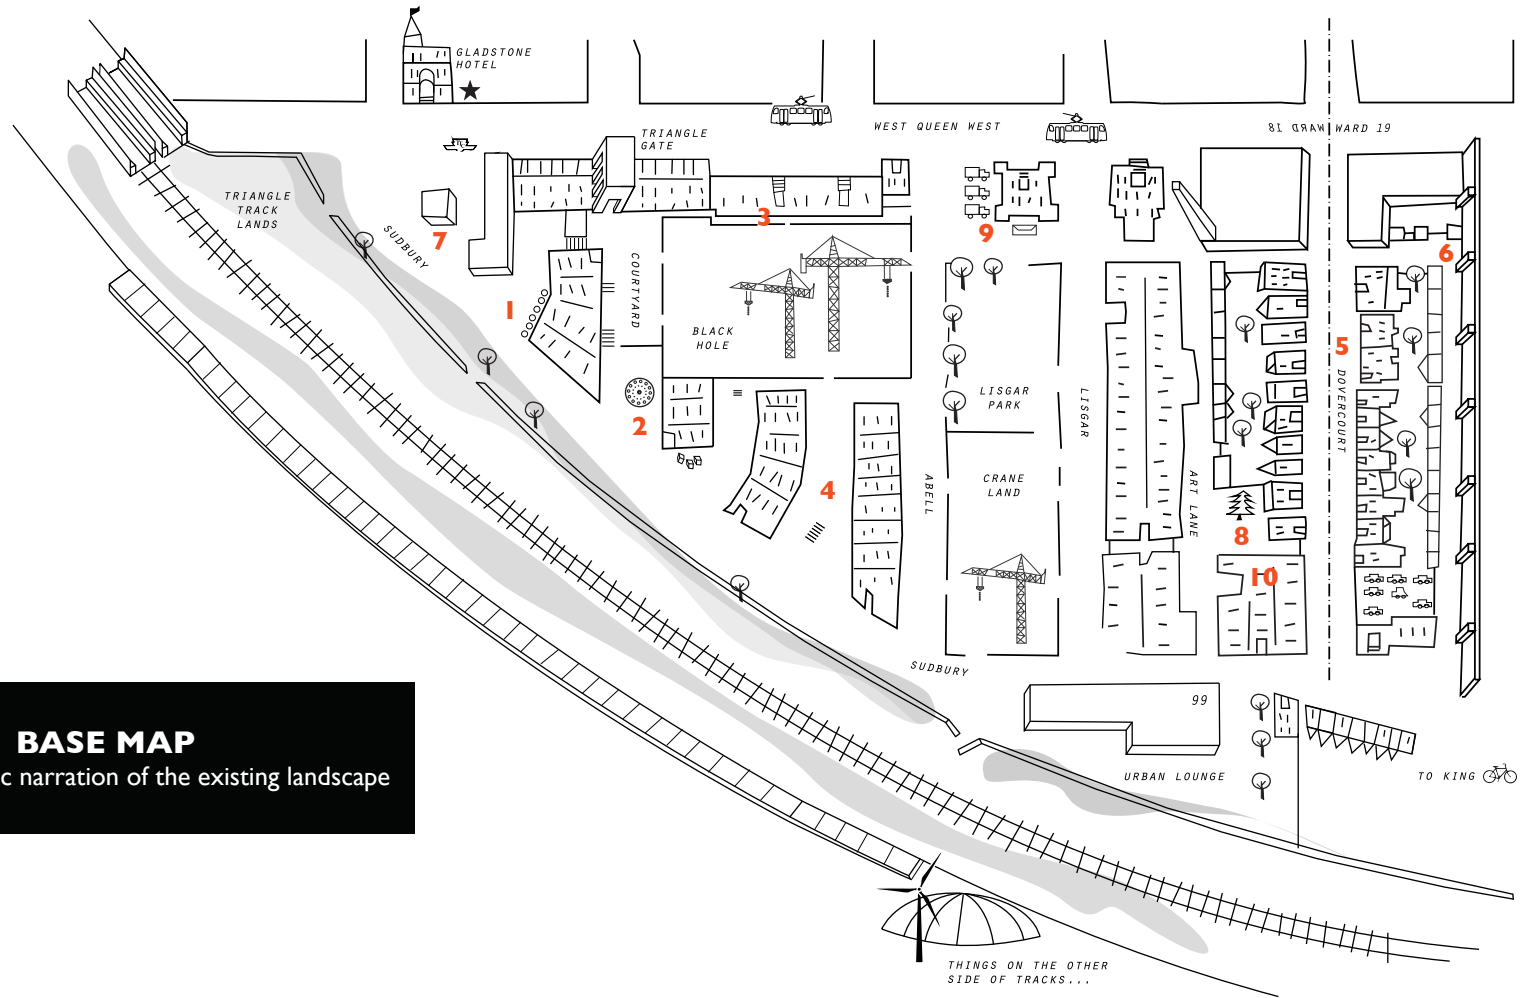 GLADSTONE
HOTEL
TRIANGLE
GATE
WEST QUEEN WEST
WARD 18
WARD 19
TRIANGLE
TRACK
LANDS
SUDBURY
7
3
9
6
1
COURTYARD
BLACK
HOLE
5
DOVERCOURT
LISGAR
PARK
LISGAR
2
4
ABELL
CRANE
LAND
ART LANE
8
10
SUDBURY
99
BASE MAP
c narration of the existing landscape
URBAN LOUNGE
TO KING
THINGS ON THE OTHER
SIDE OF TRACKS...